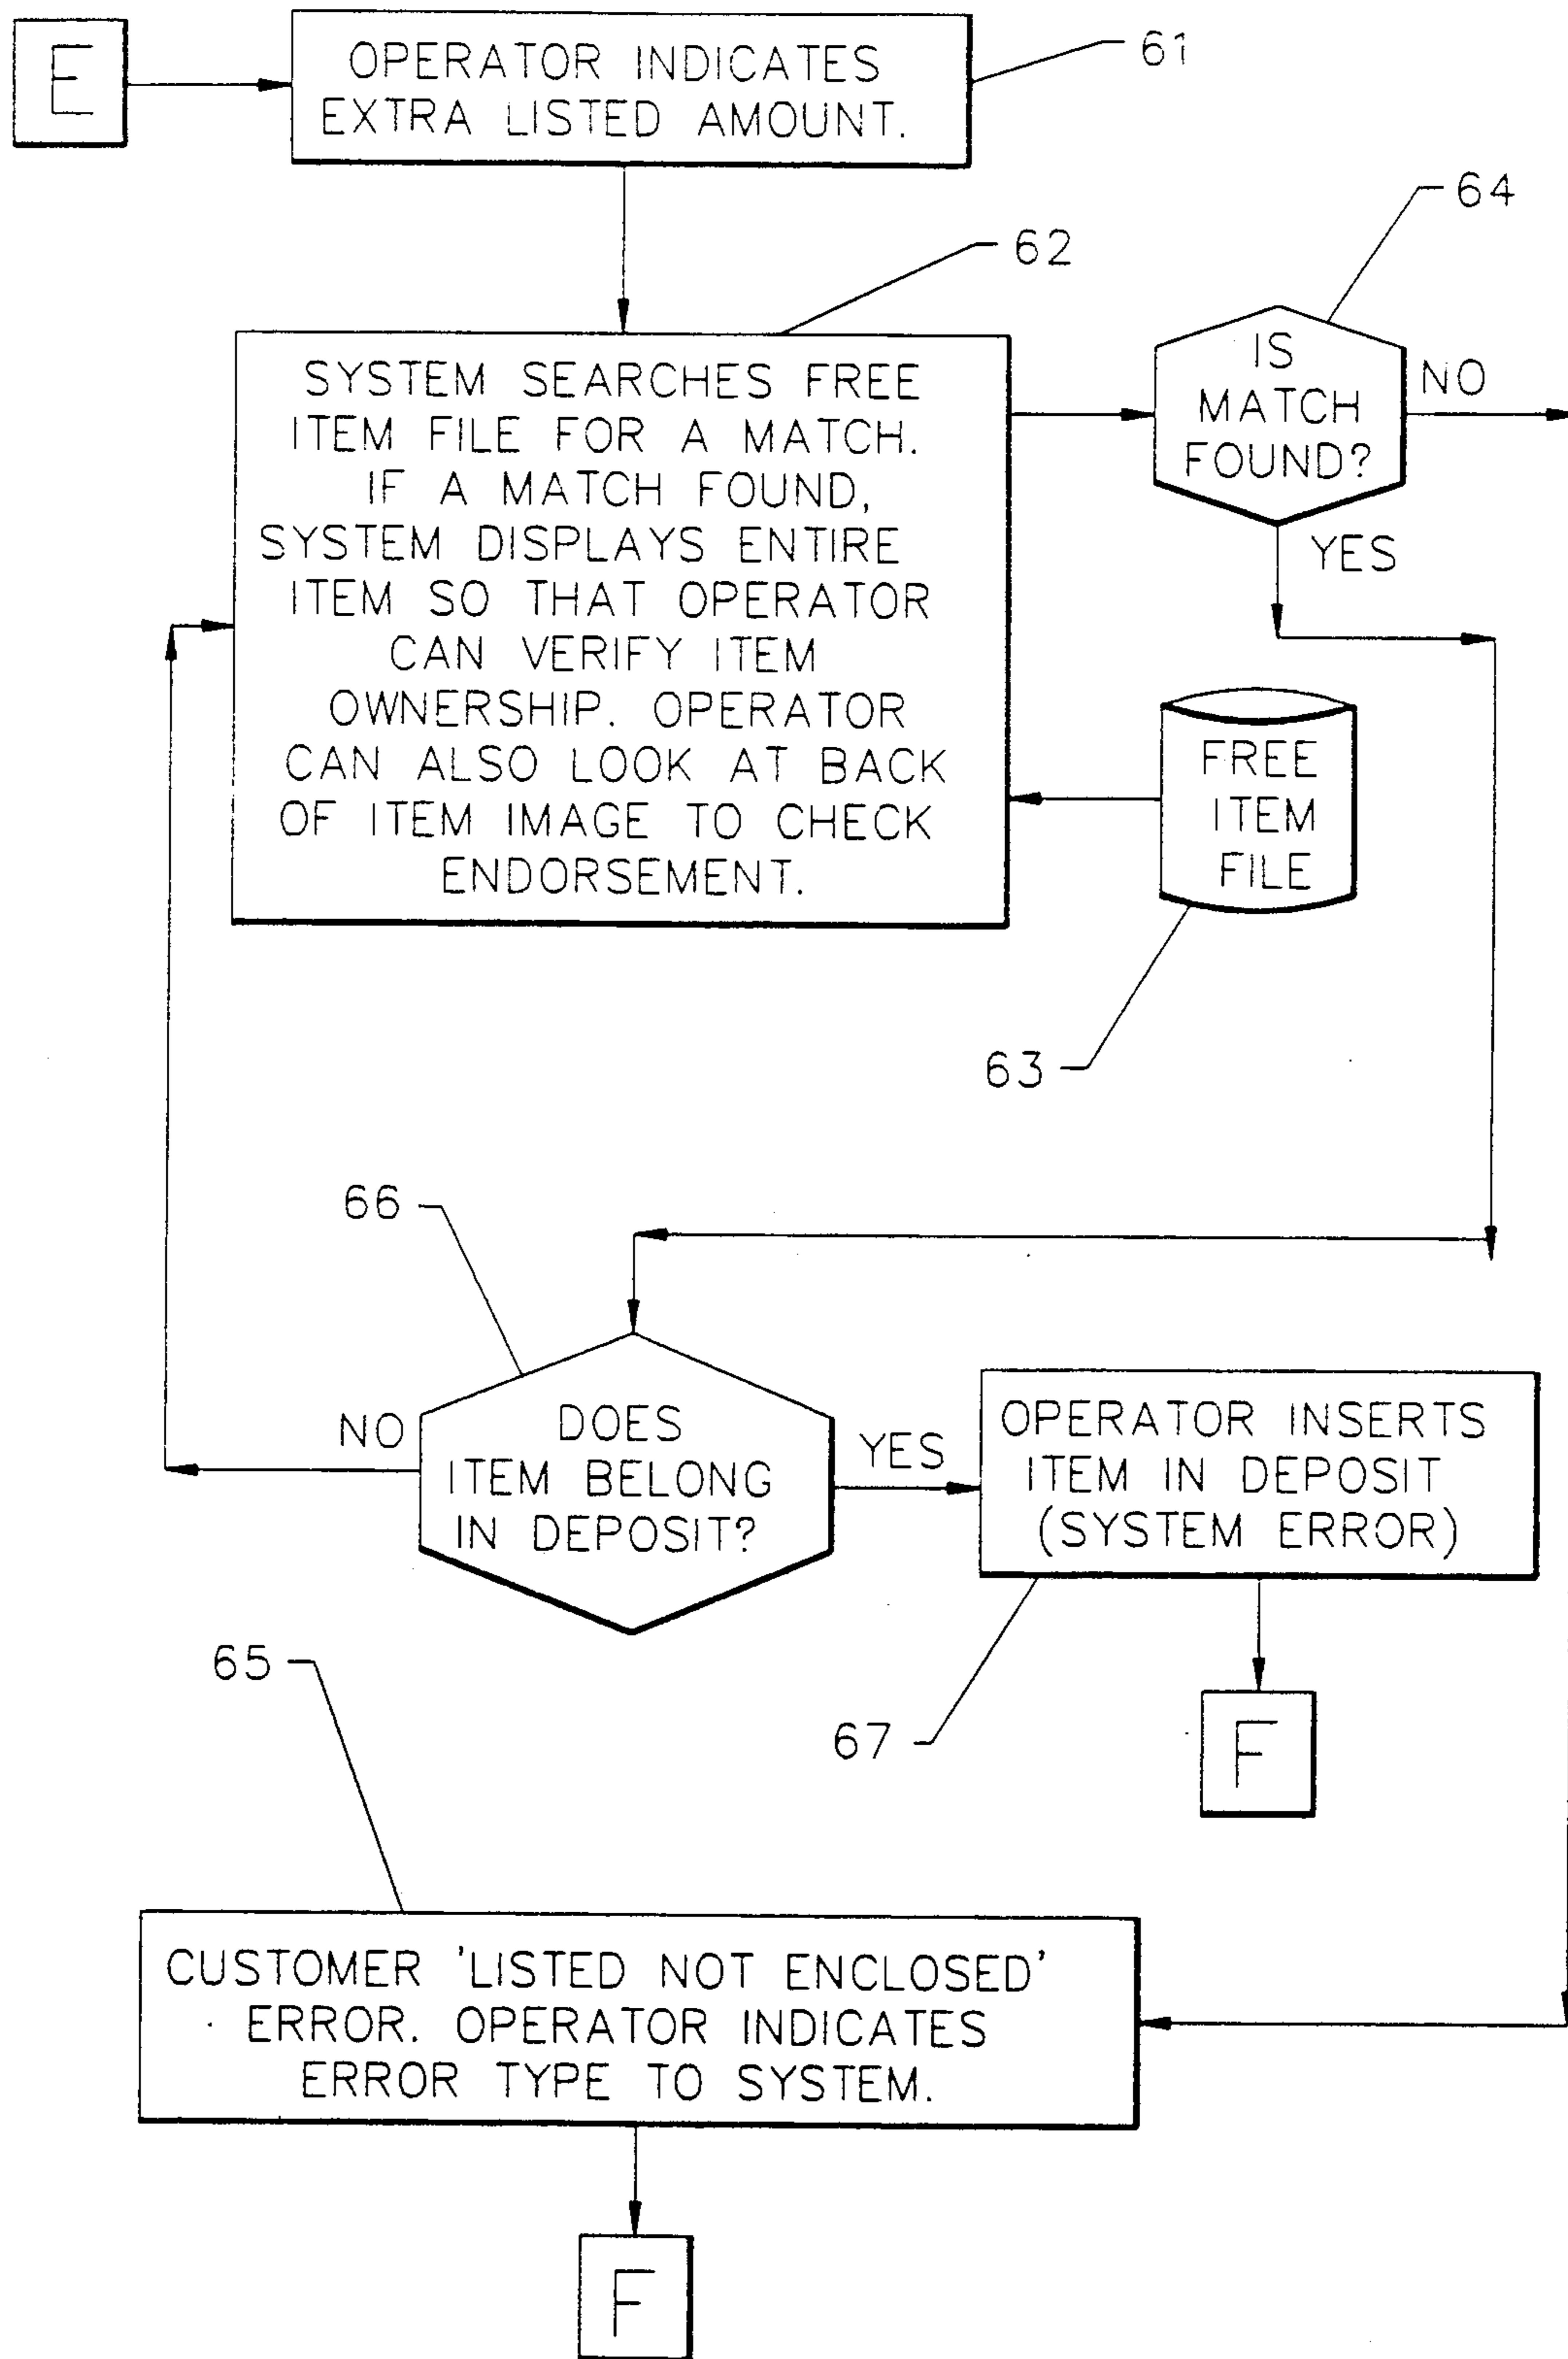 E
OPERATOR INDICATES
EXTRA LISTED AMOUNT.
61
62
64
SYSTEM SEARCHES FREE
ITEM FILE FOR A MATCH.
IF A MATCH FOUND,
SYSTEM DISPLAYS ENTIRE
ITEM SO THAT OPERATOR
CAN VERIFY ITEM
OWNERSHIP. OPERATOR
CAN ALSO LOOK AT BACK
OF ITEM IMAGE TO CHECK
ENDORSEMENT.
IS
MATCH
FOUND?
NO
YES
FREE
ITEM
FILE
63
66
NO
DOES
ITEM BELONG
IN DEPOSIT?
YES
OPERATOR INSERTS
ITEM IN DEPOSIT
(SYSTEM ERROR)
65
67
F
CUSTOMER 'LISTED NOT ENCLOSED'
ERROR. OPERATOR INDICATES
ERROR TYPE TO SYSTEM.
F